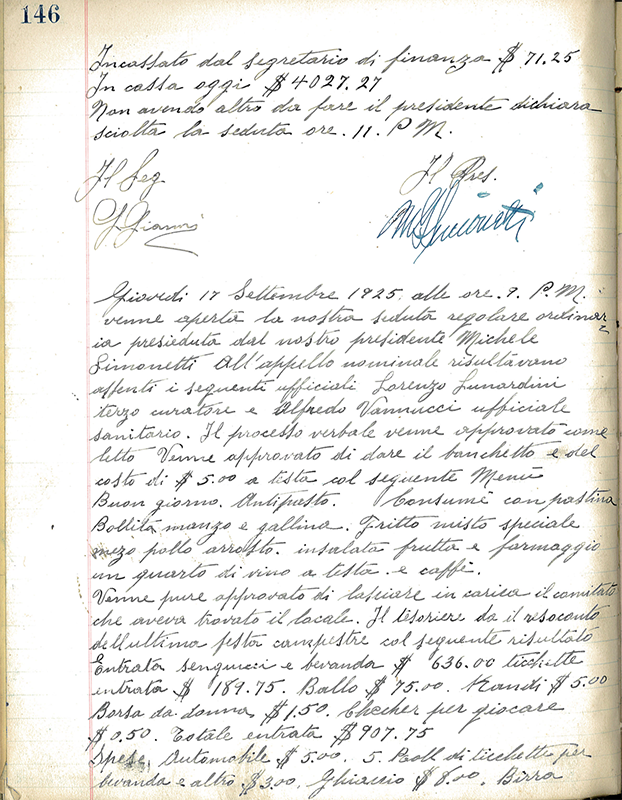 146
Incassato dal segretario di finanza $ 71.25
In cassa oggi $ 4027.27
Non avendo altro da fare il presidente dichiara
sciolta la seduta ore. 11. P.M.
Il Seg Il Pres.
G Gianni M Simonetti
Giovedi 17 Settembre 1925. alle ore. 9. P.M.
venne aperta la nostra seduta regolare ordinar
ia presieduta dal nostro presidente Michele
Simonetti All'appello nominale risultavano
assenti i seguenti ufficiali Lorenzo Lunardini
terzo curatore e Alfredo Vannucci ufficiale
sanitario. Il processo verbale venne approvato come
letto Venne approvato di dare il banchetto e del
costo di $ 5.00 a testa col seguente Menù
Buon giorno. Antipasto. Consumè con pastina
Bollito manzo e gallina. Fritto misto speciale
mezo pollo arrosto. insalata frutta e formaggio
un quarto di vino a testa e caffè.
Venne pure approvato di lasciare in carica il comitato
che aveva trovato il locale. Il tesoriere da il resoconto
dell'ultima festa campestre col seguente risultato
Entrata senguicci e bevanda $ 636.00 tichette
entrata $ 189.75. Ballo $ 75.00. Kandi $ 5.00
Borsa da donna $ 1.50. Checher per giocare
$ 0.50. Totale entrata $ 907.75
Spese. Automobile $ 5.00. 5. Roll. di ticchette per
bevanda e altro $ 3.00. Ghiaccio $ 8.00. Birra